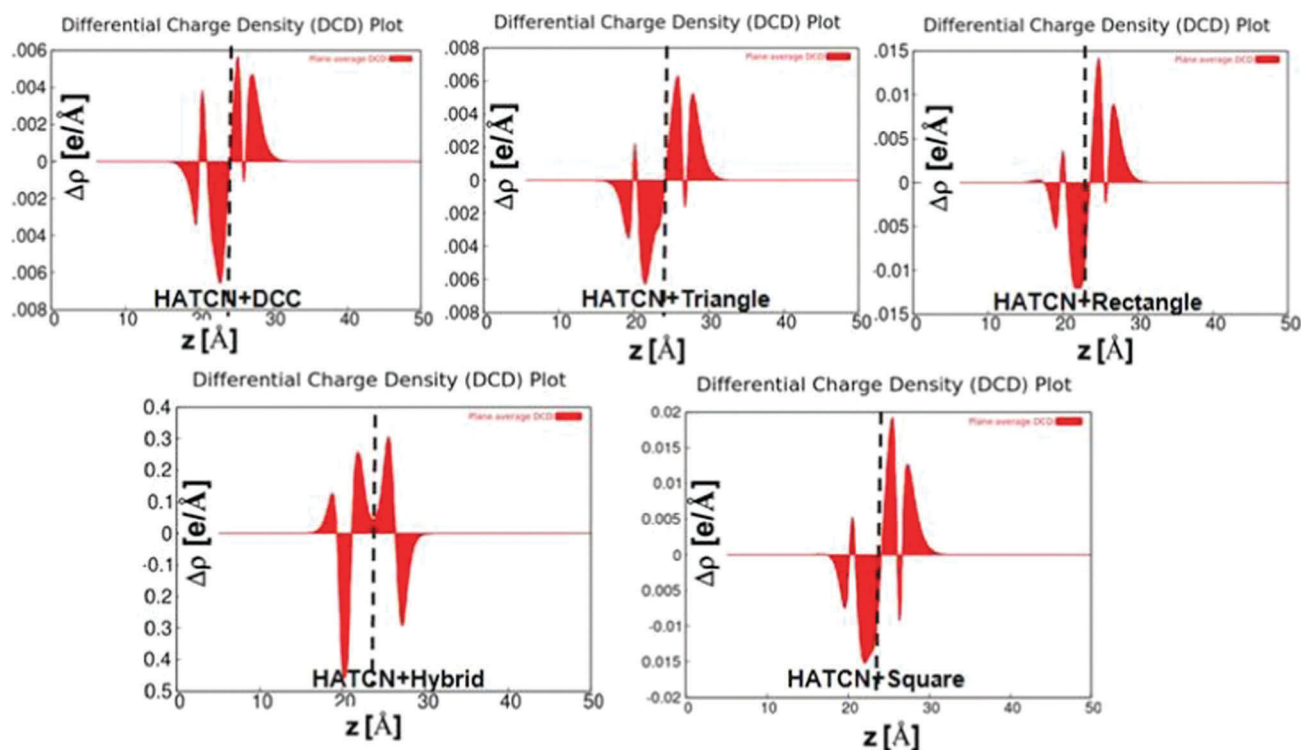 Differential Charge Density (DCD) Plot
Plane average DCD
Δρ [e/Å]
.006
.004
.002
0
.002
.004
.006
.008
HATCN+DCC
0
10
20
30
40
50
z [Å]
Differential Charge Density (DCD) Plot
Plane average DCD
Δρ [e/Å]
.008
.006
.004
.002
0
.002
.004
.006
.008
HATCN+Triangle
0
10
20
30
40
50
z [Å]
Differential Charge Density (DCD) Plot
Plane average DCD
Δρ [e/Å]
.015
0.01
.005
0
.005
-0.01
.015
HATCN+Rectangle
0
10
20
30
40
50
z [Å]
Differential Charge Density (DCD) Plot
Plane average DCD
Δρ [e/Å]
0.4
0.3
0.2
0.1
0
-0.1
0.2
0.3
0.4
0.5
HATCN+Hybrid
0
10
20
30
40
50
z [Å]
Differential Charge Density (DCD) Plot
Plane average DCD
Δρ [e/Å]
0.02
0.015
0.01
0.005
0
0.005
-0.01
0.015
-0.02
HATCN+Square
0
10
20
30
40
50
z [Å]